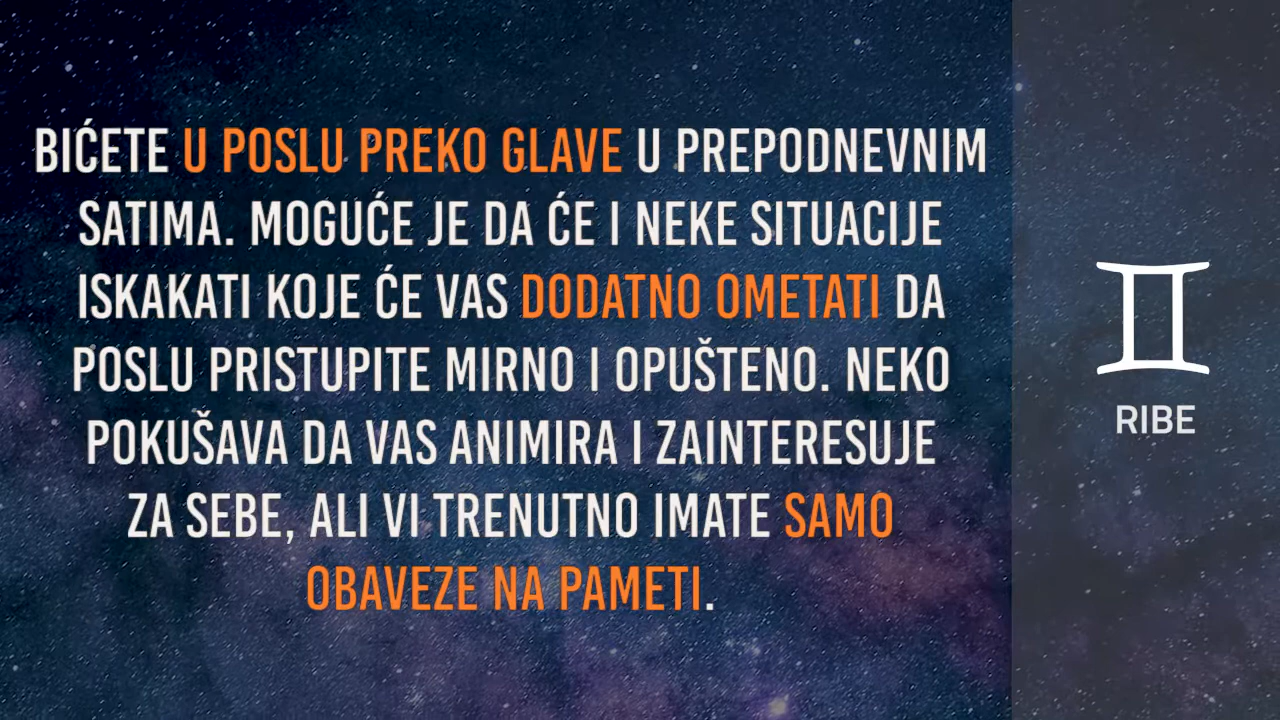 BIĆETE U POSLU PREKO GLAVE U PREPODNEVNIM
SATIMA. MOGUĆE JE DA ĆE I NEKE SITUACIJE
ISKAKATI KOJE ĆE VAS DODATNO OMETATI DA
POSLU PRISTUPITE MIRNO I OPUŠTENO. NEKO
POKUŠAVA DA VAS ANIMIRA I ZAINTERESUJE
ZA SEBE, ALI VI TRENUTNO IMATE SAMO
OBAVEZE NA PAMETI.
RIBE